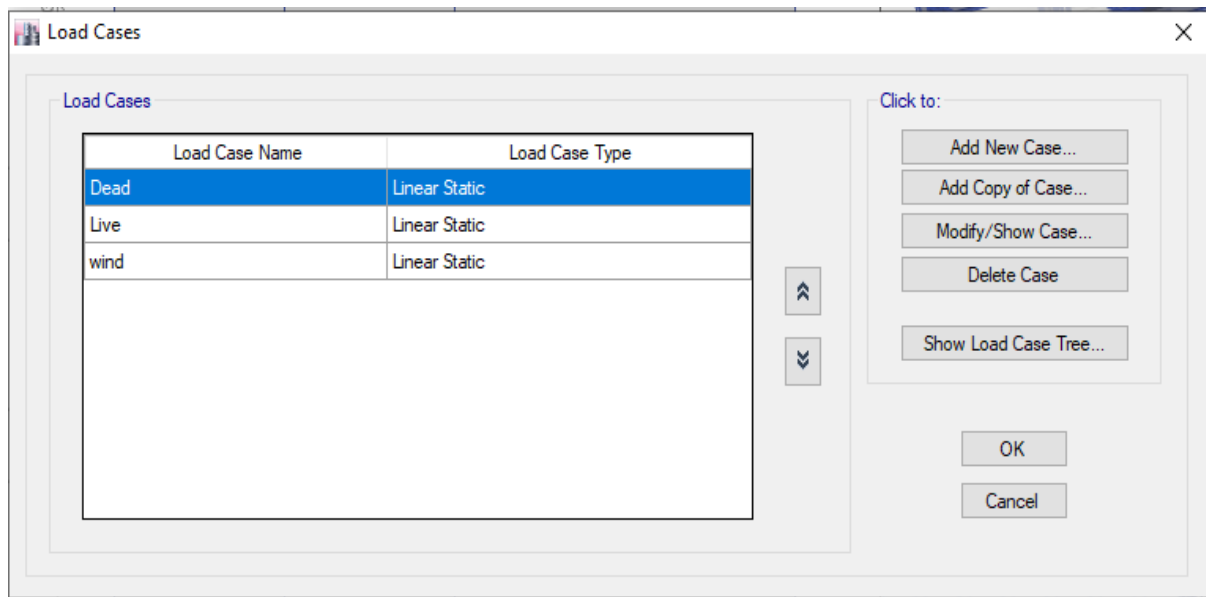 Load Cases
Load Cases
Click to:
Load Case Name Load Case Type
Dead Linear Static
Live Linear Static
wind Linear Static
Add New Case...
Add Copy of Case...
Modify/Show Case...
Delete Case
Show Load Case Tree...
OK
Cancel